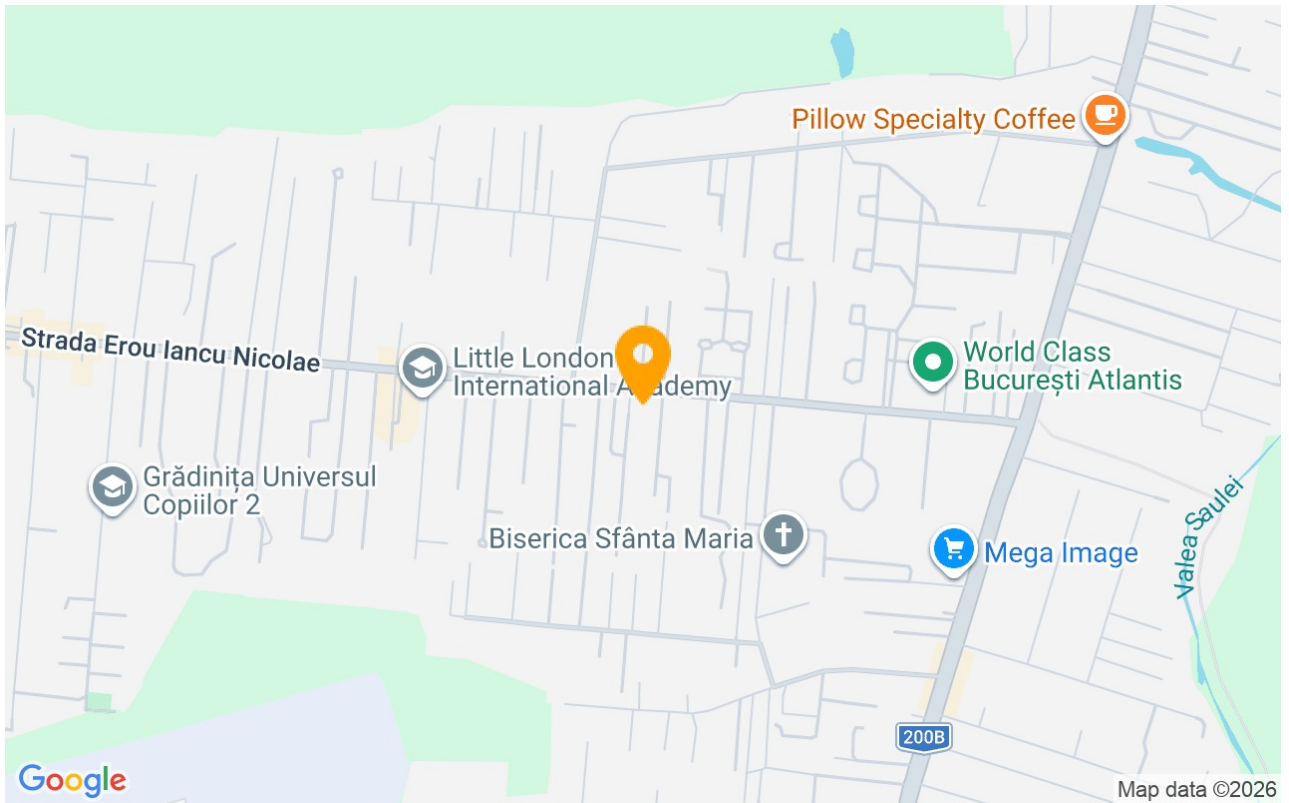 Pillow Specialty Coffee
Strada Erou Iancu Nicolae
Little London
International Academy
World Class
București Atlantis
Grădinița Universul
Copiilor 2
Biserica Sfânta Maria
Mega Image
Valea Saulei
200B
Google
Map data ©2026